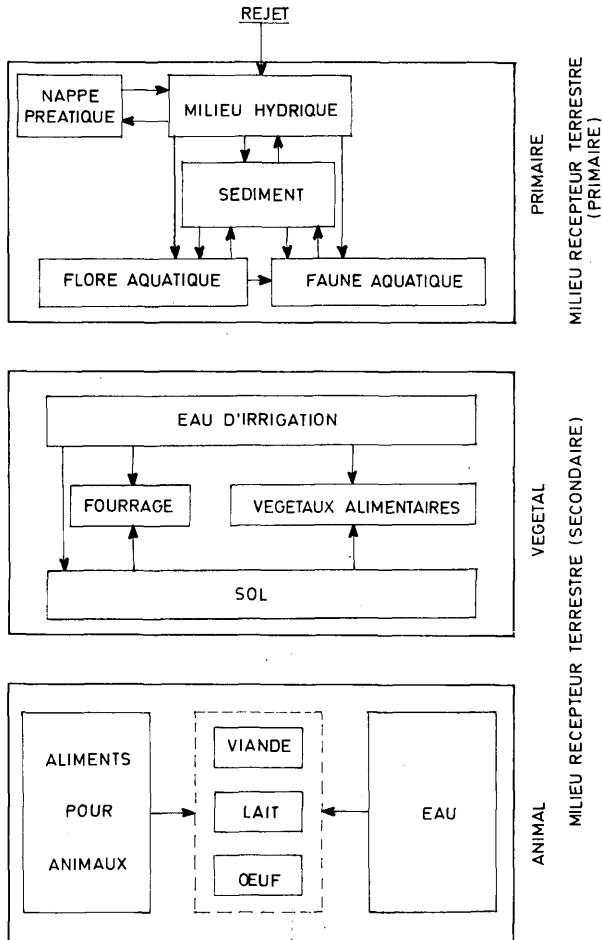 REJET
NAPPE
PREATIQUE
MILIEU HYDRIQUE
SEDIMENT
FLORE AQUATIQUE
FAUNE AQUATIQUE
PRIMAIRE
MILIEU RECEPTEUR TERRESTRE
(PRIMAIRE)
EAU D'IRRIGATION
FOURRAGE
VEGETAUX ALIMENTAIRES
SOL
VEGETAL
MILIEU RECEPTEUR TERRESTRE (SECONDAIRE)
ALIMENTS
POUR
ANIMAUX
VIANDE
LAIT
ŒUF
EAU
ANIMAL